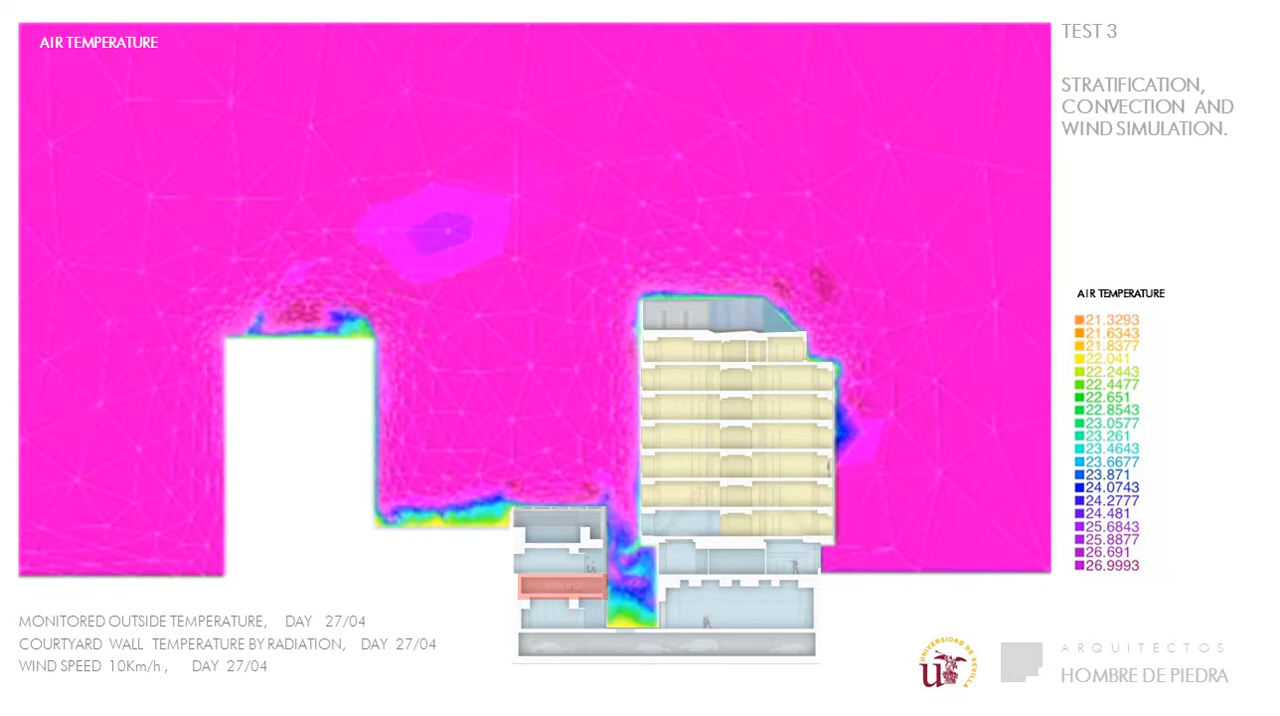 AIR TEMPERATURE
TEST 3
STRATIFICATION,
CONVECTION AND
WIND SIMULATION.
AIR TEMPERATURE
21.3293
21.6343
21.8377
22.041
22.2443
22.4477
22.651
22.8543
23.0577
23.261
23.4643
23.6677
23.871
24.0743
24.2777
24.481
25.6843
25.8877
26.691
26.9993
MONITORED OUTSIDE TEMPERATURE, DAY 27/04
COURTYARD WALL TEMPERATURE BY RADIATION, DAY 27/04
WIND SPEED 10Km/h , DAY 27/04
UNIVERSIDAD DE SEVILLA
ARQUITECTOS
HOMBRE DE PIEDRA